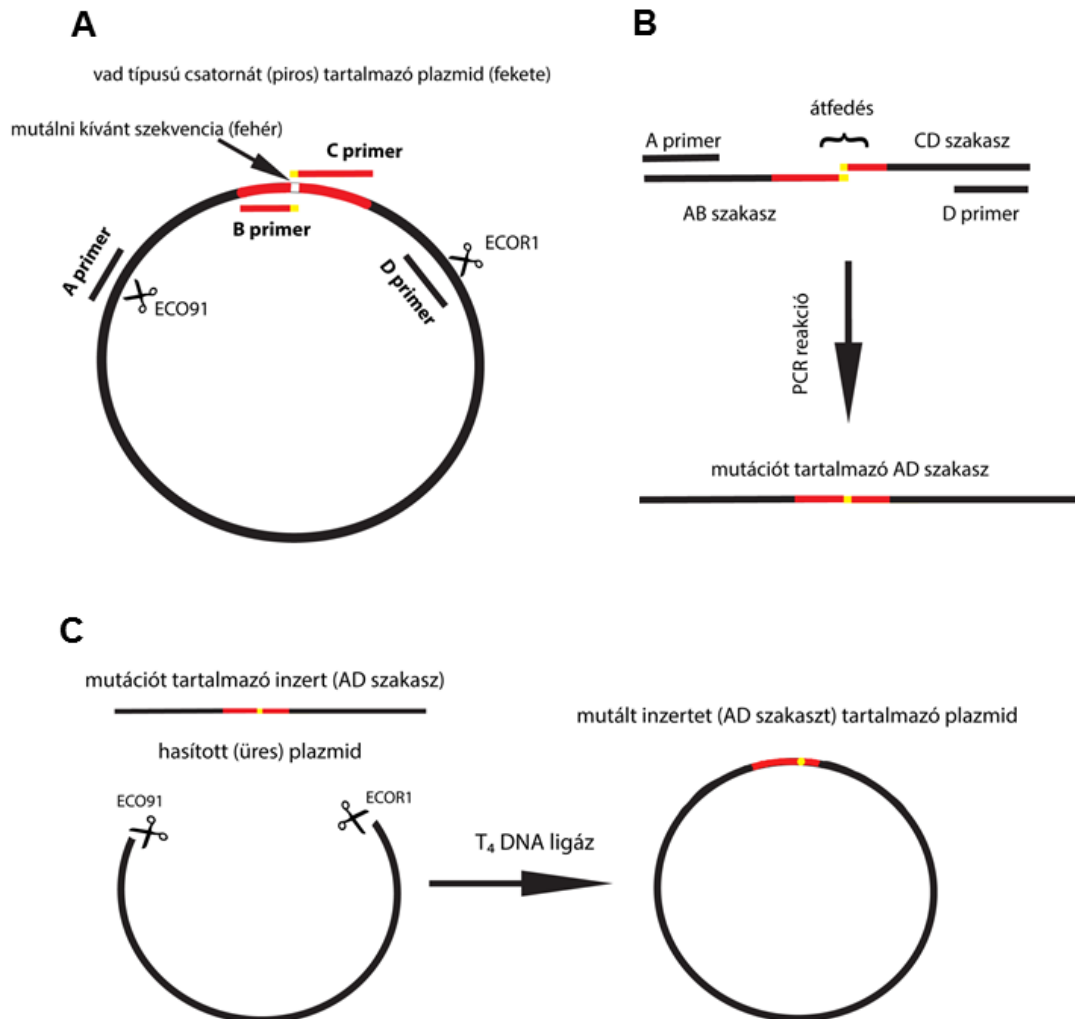 A
vad típusú csatornát (piros) tartalmazó plazmid (fekete)
mutálni kívánt szekvencia (fehér)
C primer
B primer
A primer
ECO91
D primer
ECOR1
B
átfedés
A primer
CD szakasz
AB szakasz
D primer
PCR reakció
mutációt tartalmazó AD szakasz
C
mutációt tartalmazó inzert (AD szakasz)
hasított (üres) plazmid
ECO91
ECOR1
T₄ DNA ligáz
mutált inzertet (AD szakaszt) tartalmazó plazmid